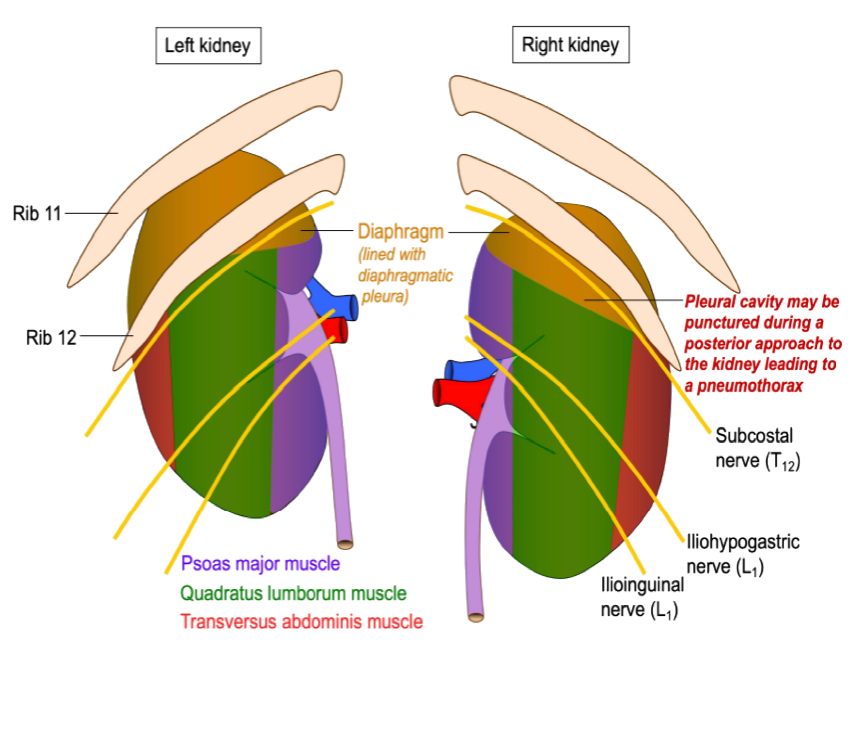 Left kidney
Right kidney
Rib 11
Diaphragm
(lined with
diaphragmatic
pleura)
Pleural cavity may be
punctured during a
posterior approach to
the kidney leading to
a pneumothorax
Rib 12
Subcostal
nerve (T₁₂)
Iliohypogastric
nerve (L₁)
Ilioinguinal
nerve (L₁)
Psoas major muscle
Quadratus lumborum muscle
Transversus abdominis muscle